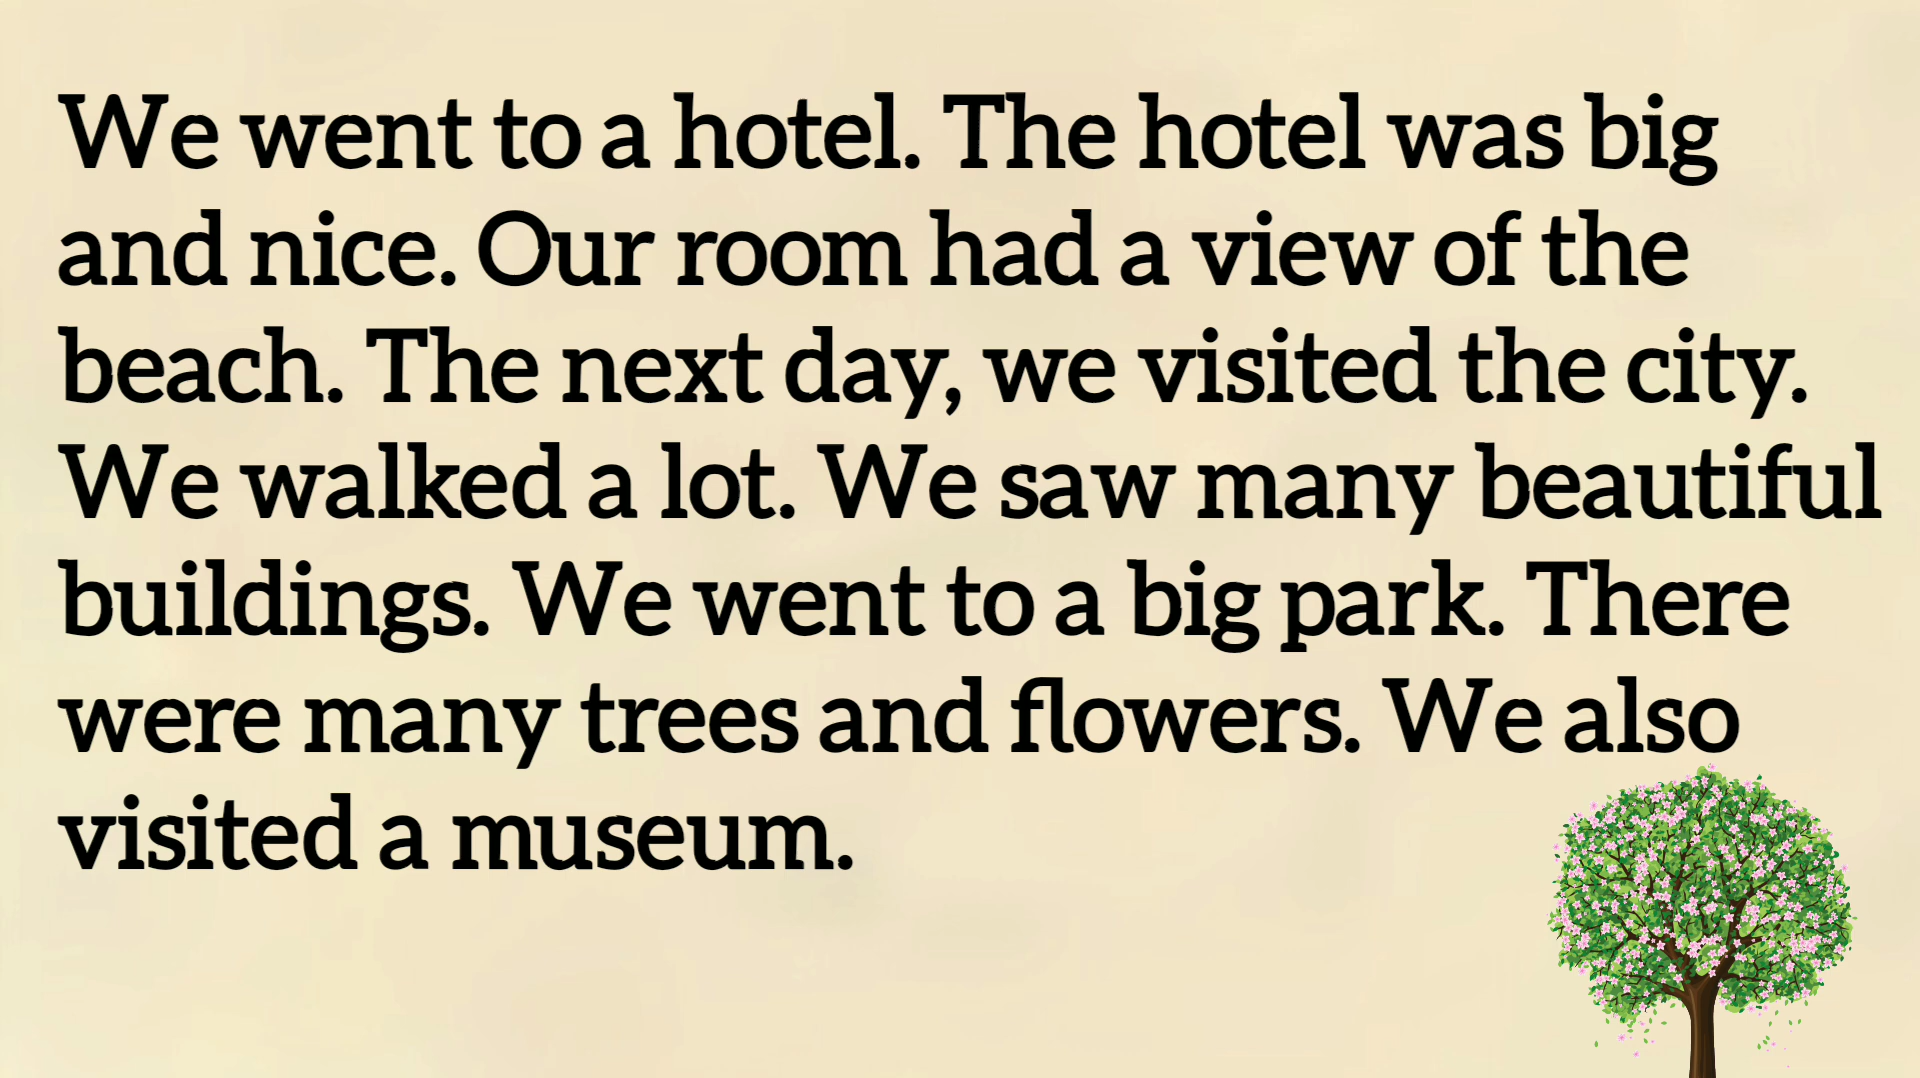 We went to a hotel. The hotel was big
and nice. Our room had a view of the
beach. The next day, we visited the city.
We walked a lot. We saw many beautiful
buildings. We went to a big park. There
were many trees and flowers. We also
visited a museum.